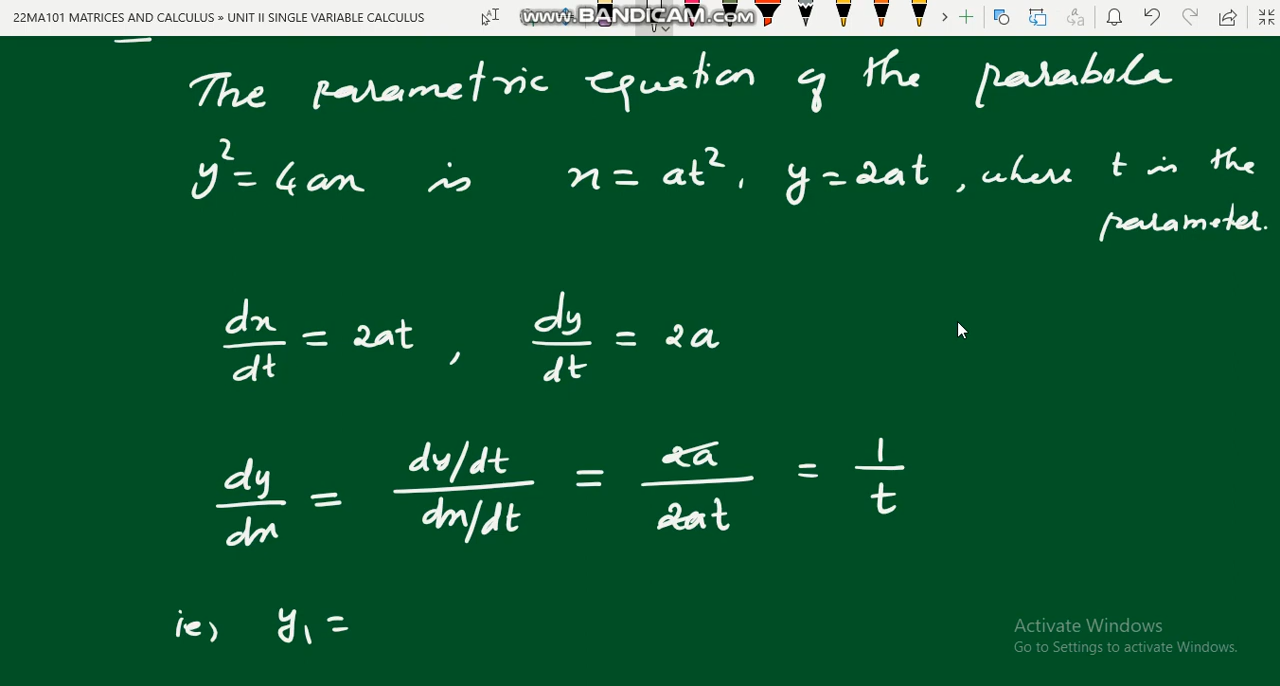 22MA101 MATRICES AND CALCULUS » UNIT II SINGLE VARIABLE CALCULUS
www.BANDICAM.com
The parametric equation of the parabola
y² = 4ax is x = at², y = 2at, where t is the
parameter.
dx/dt = 2at, dy/dt = 2a
dy/dx = (dy/dt)/(dx/dt) = 2a/2at = 1/t
ie) y₁ =
Activate Windows
Go to Settings to activate Windows.